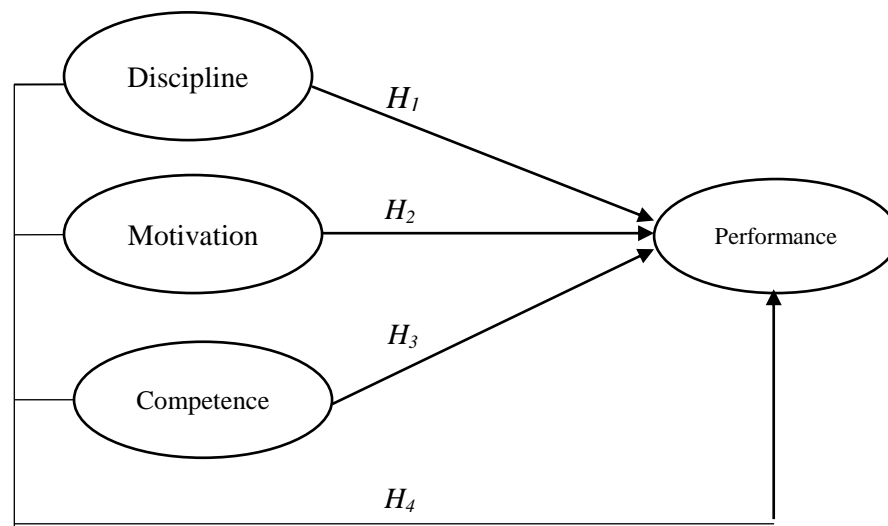 Discipline
H1
Motivation
H2
Performance
H3
Competence
H4